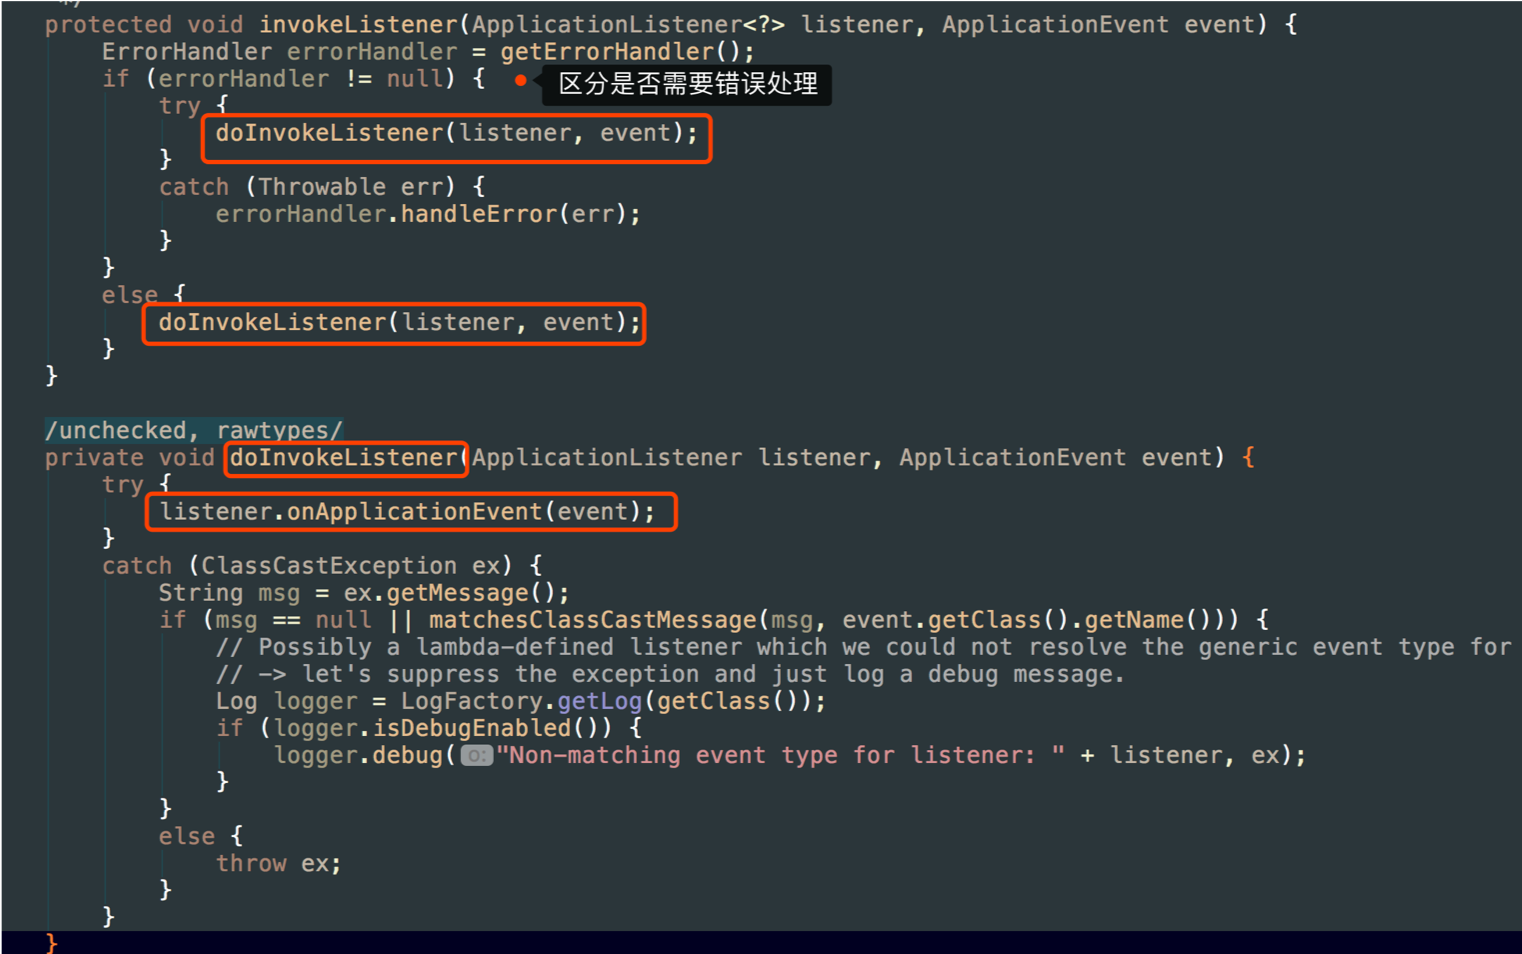 */
protected void invokeListener(ApplicationListener<?> listener, ApplicationEvent event) {
ErrorHandler errorHandler = getErrorHandler();
if (errorHandler != null) { 区分是否需要错误处理
try {
doInvokeListener(listener, event);
}
catch (Throwable err) {
errorHandler.handleError(err);
}
}
else {
doInvokeListener(listener, event);
}
}
/unchecked, rawtypes/
private void doInvokeListener(ApplicationListener listener, ApplicationEvent event) {
try {
listener.onApplicationEvent(event);
}
catch (ClassCastException ex) {
String msg = ex.getMessage();
if (msg == null || matchesClassCastMessage(msg, event.getClass().getName())) {
// Possibly a lambda-defined listener which we could not resolve the generic event type for
// -> let's suppress the exception and just log a debug message.
Log logger = LogFactory.getLog(getClass());
if (logger.isDebugEnabled()) {
logger.debug( o: "Non-matching event type for listener: " + listener, ex);
}
}
else {
throw ex;
}
}
}